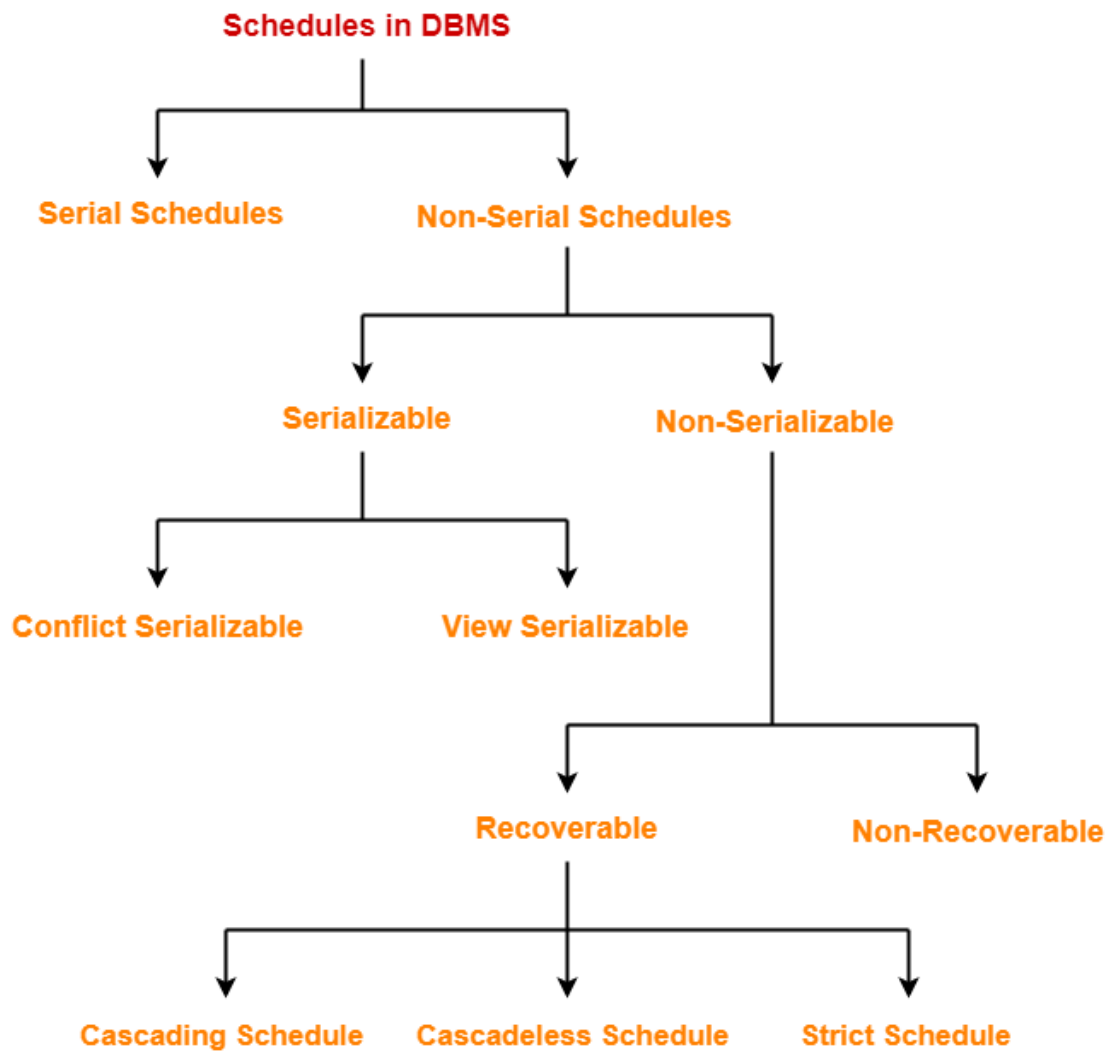 Schedules in DBMS
Serial Schedules
Non-Serial Schedules
Serializable
Non-Serializable
Conflict Serializable
View Serializable
Recoverable
Non-Recoverable
Cascading Schedule
Cascadeless Schedule
Strict Schedule